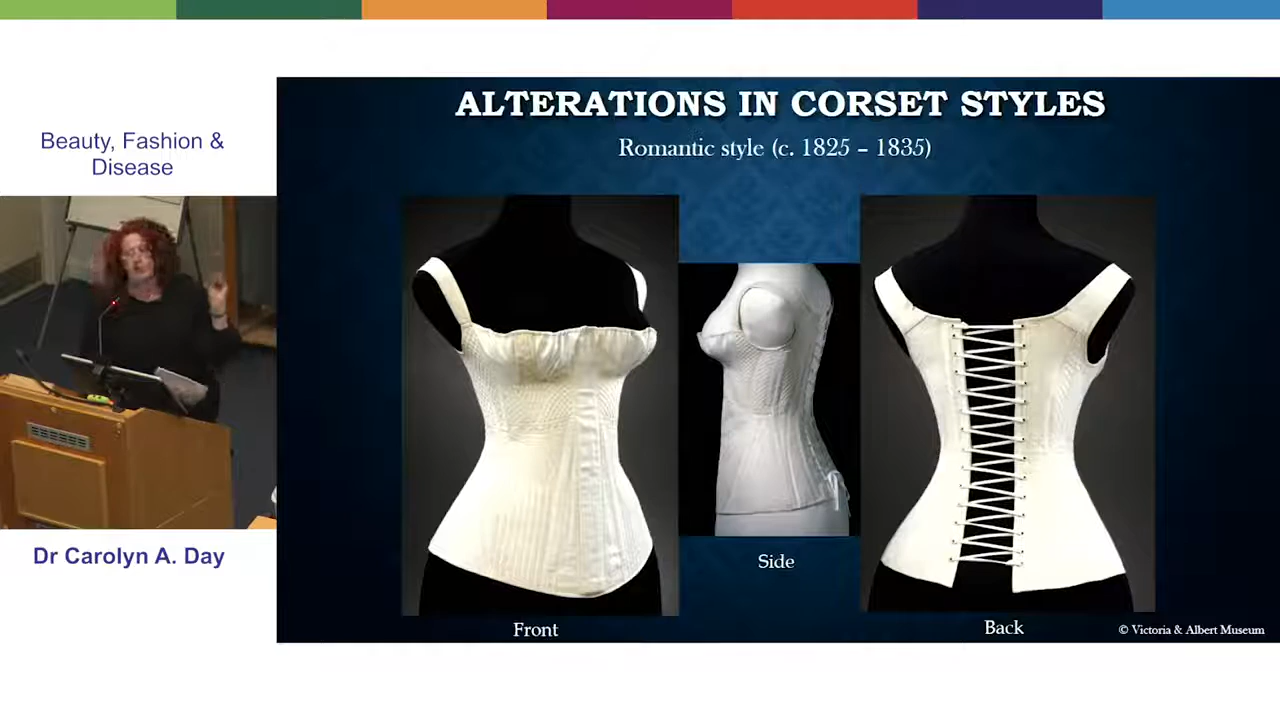 Beauty, Fashion &
Disease
Dr Carolyn A. Day
ALTERATIONS IN CORSET STYLES
Romantic style (c. 1825 – 1835)
Front
Side
Back
© Victoria & Albert Museum